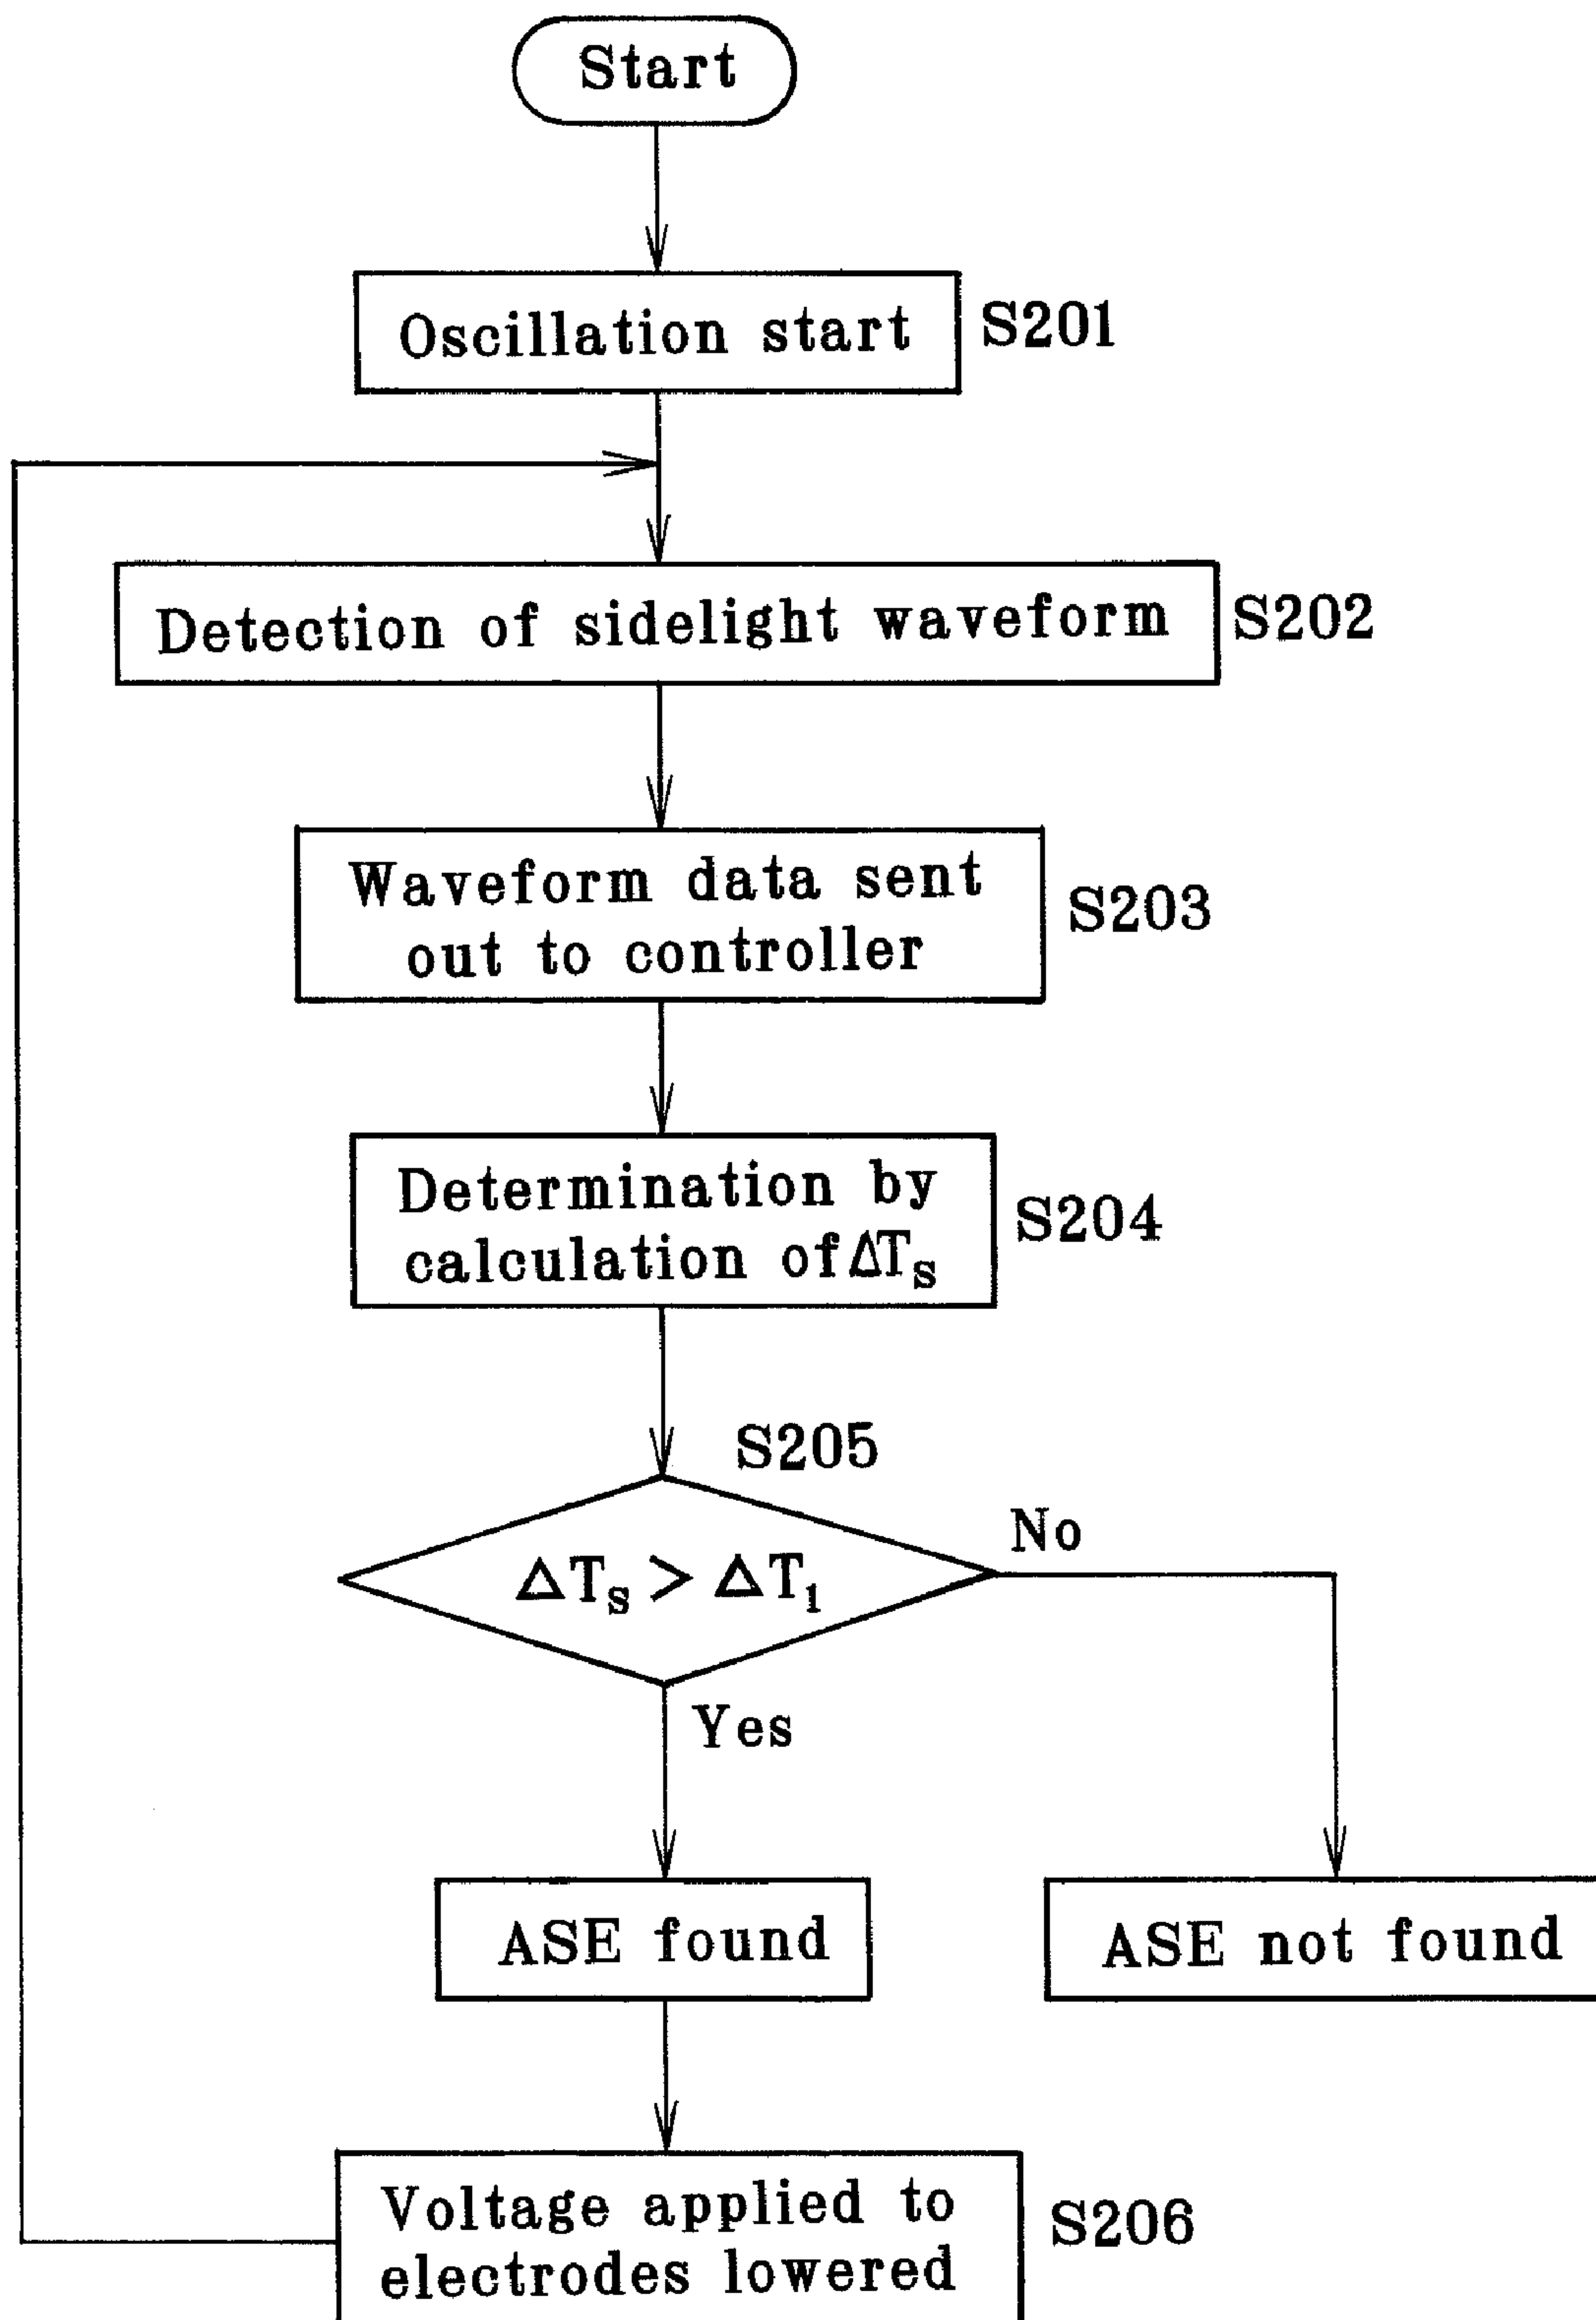 Start
Oscillation start
S201
Detection of sidelight waveform
S202
Waveform data sent
out to controller
S203
Determination by
calculation of ΔTs
S204
S205
ΔTs > ΔT1
No
Yes
ASE found
ASE not found
Voltage applied to
electrodes lowered
S206